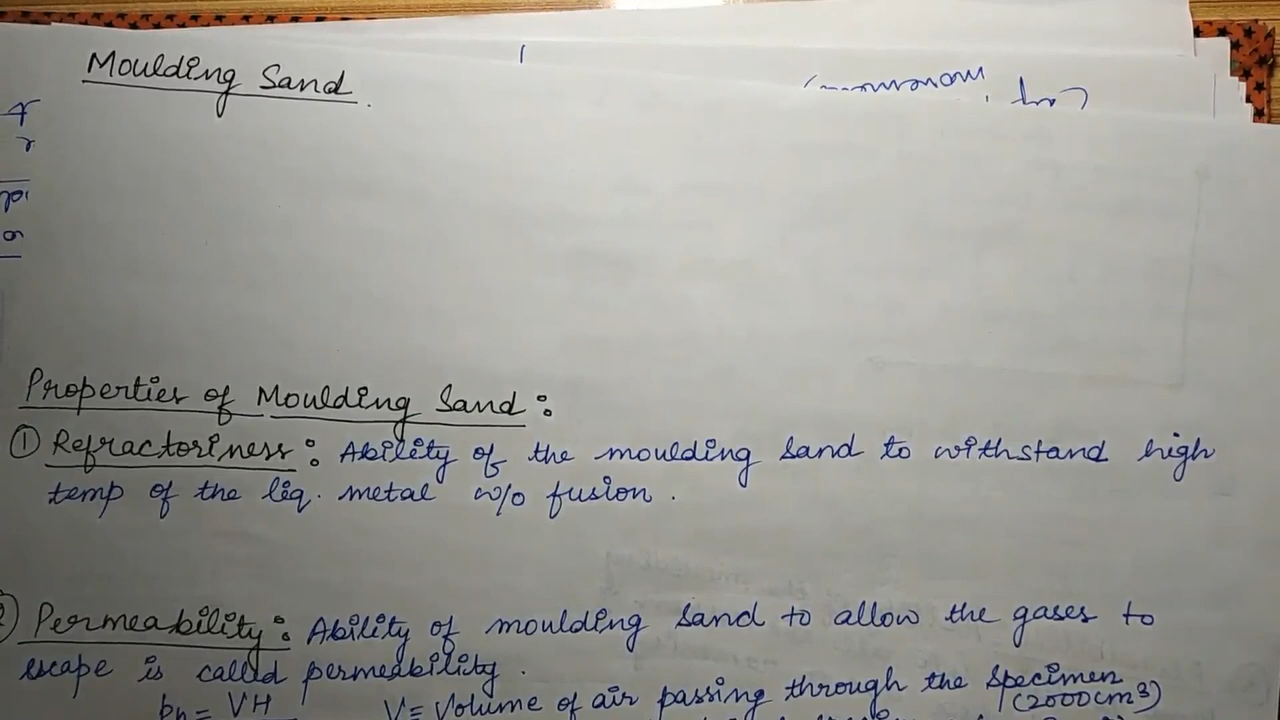 Moulding Sand.
Properties of Moulding Sand:
① Refractoriness: Ability of the moulding sand to withstand high
temp of the liq. metal w/o fusion.
Permeability: Ability of moulding sand to allow the gases to
escape is called permeability.
Pn = VH V = Volume of air passing through the specimen
(2000cm3)